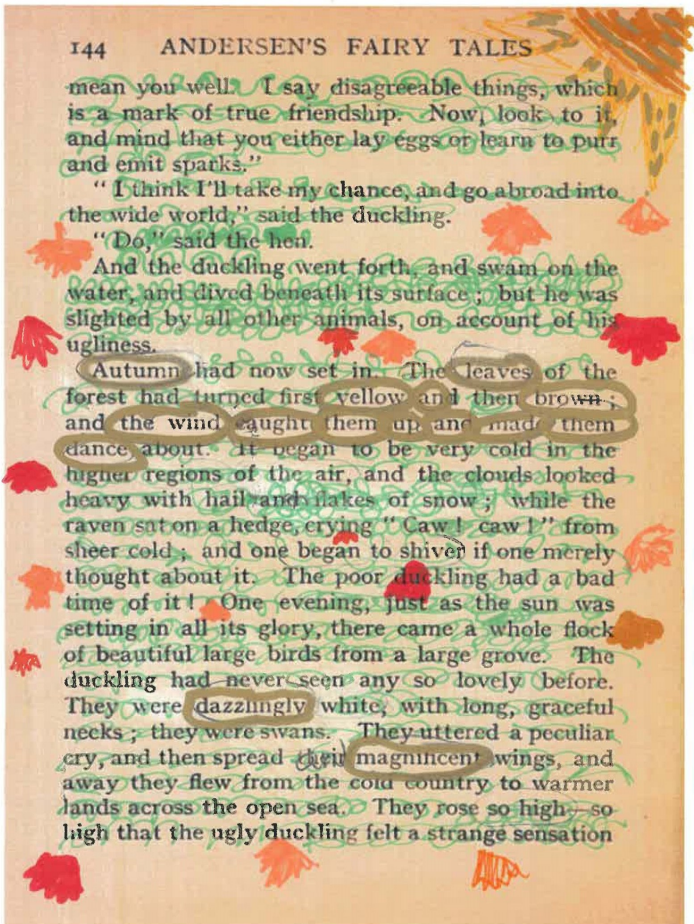 144 ANDERSEN'S FAIRY TALES
mean you well. I say disagreeable things, which
is a mark of true friendship. Now, look to it,
and mind that you either lay eggs or learn to purr
and emit sparks."
"I think I'll take my chance, and go abroad into
the wide world," said the duckling.
"Do," said the hen.
And the duckling went forth, and swam on the
water, and dived beneath its surface; but he was
slighted by all other animals, on account of his
ugliness.
Autumn had now set in. The leaves of the
forest had turned first yellow and then brown;
and the wind caught them up and made them
dance about. It began to be very cold in the
higher regions of the air, and the clouds looked
heavy with hail and flakes of snow; while the
raven sat on a hedge, crying "Caw! caw!" from
sheer cold; and one began to shiver if one merely
thought about it. The poor duckling had a bad
time of it! One evening, just as the sun was
setting in all its glory, there came a whole flock
of beautiful large birds from a large grove. The
duckling had never seen any so lovely before.
They were dazzlingly white, with long, graceful
necks; they were swans. They uttered a peculiar
cry, and then spread their magnificent wings, and
away they flew from the cold country to warmer
lands across the open sea. They rose so high—so
high that the ugly duckling felt a strange sensation